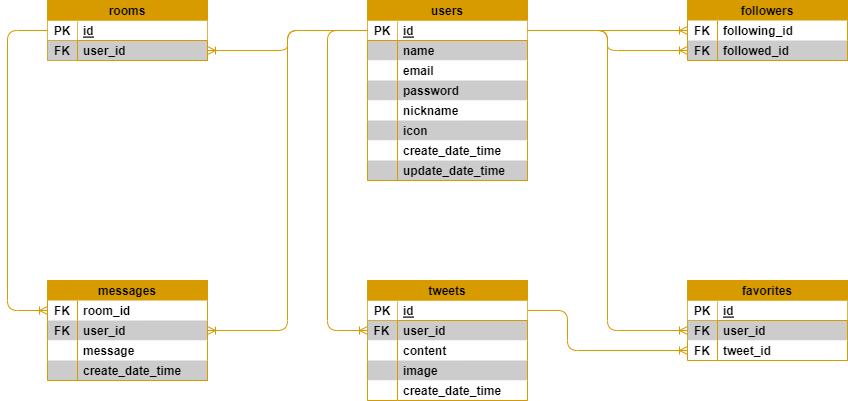 rooms
PK id
FK user_id
users
PK id
name
email
password
nickname
icon
create_date_time
update_date_time
followers
FK following_id
FK followed_id
messages
FK room_id
FK user_id
message
create_date_time
tweets
PK id
FK user_id
content
image
create_date_time
favorites
PK id
FK user_id
FK tweet_id